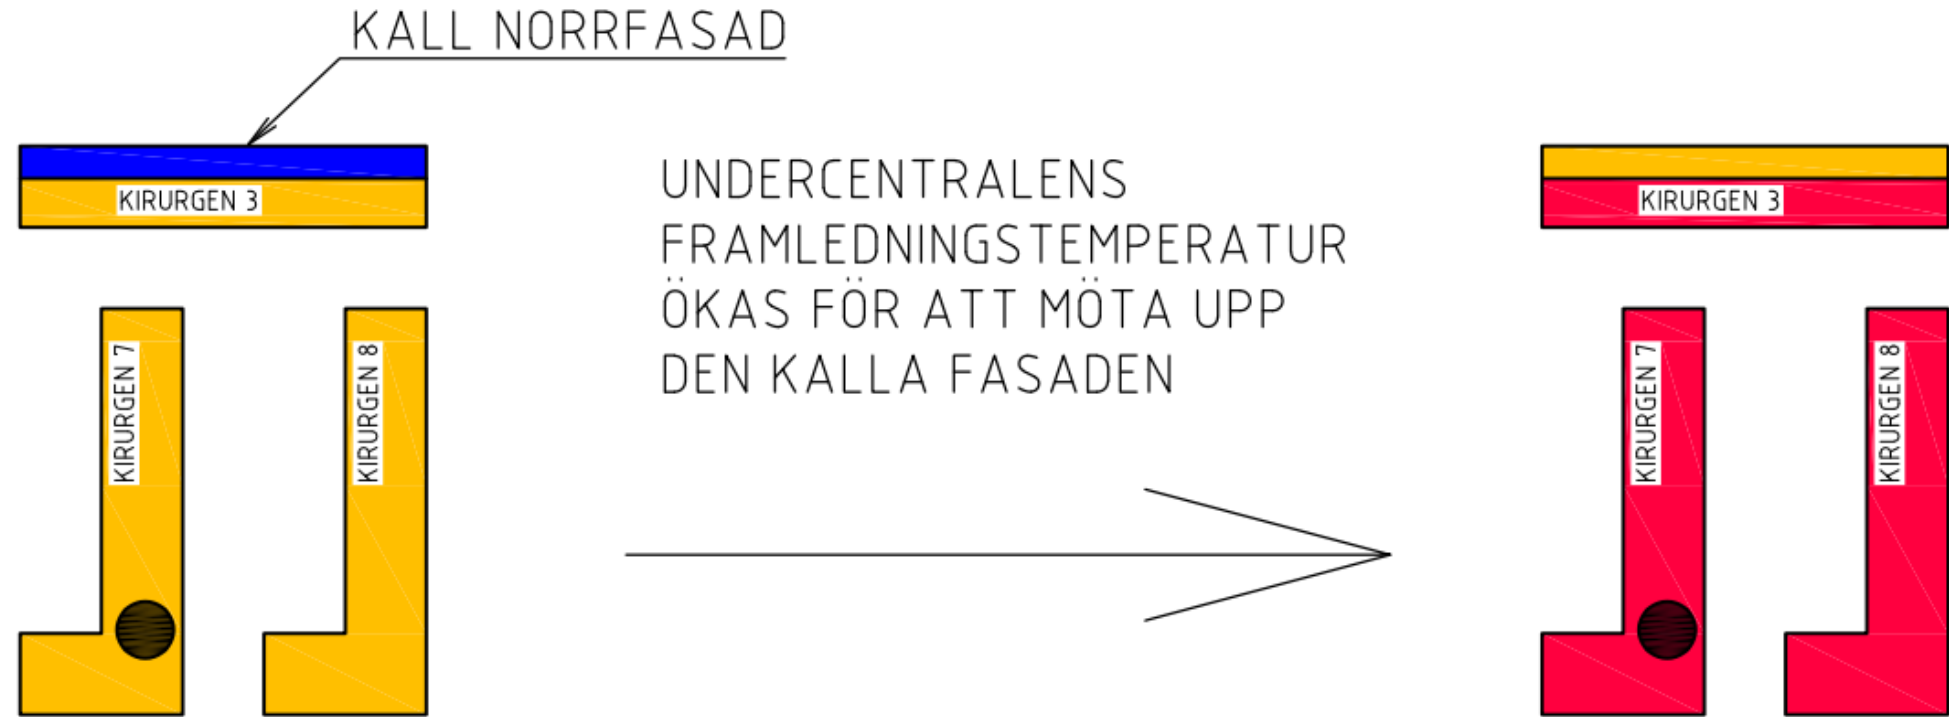 KALL NORRFASAD
KIRURGEN 3
KIRURGEN 7
KIRURGEN 8
UNDERCENTRALENS
FRAMLEDNINGSTEMPERATUR
ÖKAS FÖR ATT MÖTA UPP
DEN KALLA FASADEN
KIRURGEN 3
KIRURGEN 7
KIRURGEN 8